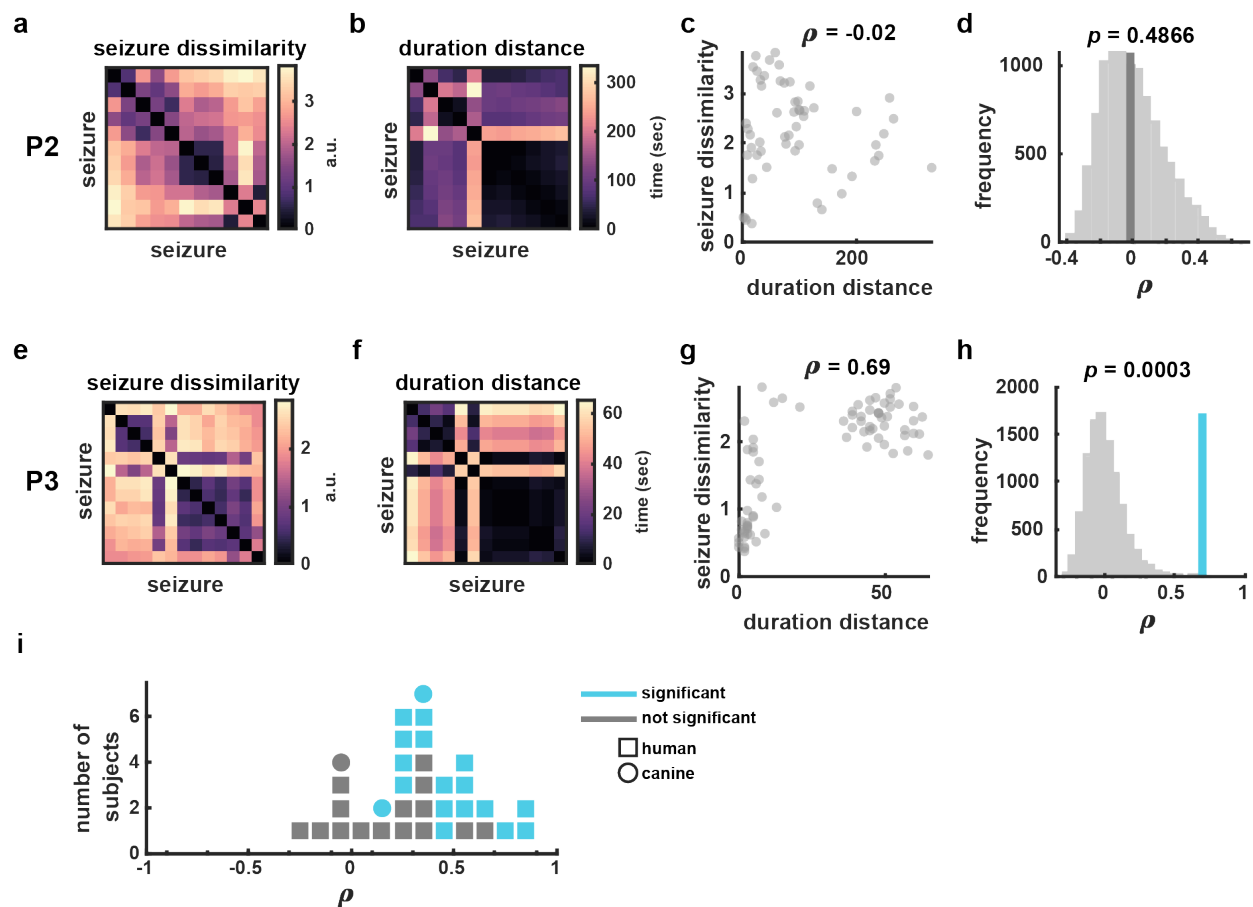 a
seizure dissimilarity
seizure
seizure
P2
3
2
1
0
a.u.
b
duration distance
seizure
seizure
300
200
100
0
time (sec)
c
ρ = -0.02
seizure dissimilarity
3
2
1
0
0
200
duration distance
d
p = 0.4866
frequency
1000
500
0
-0.4
0
0.4
ρ
e
seizure dissimilarity
seizure
seizure
P3
2
1
0
a.u.
f
duration distance
seizure
seizure
60
40
20
0
time (sec)
g
ρ = 0.69
seizure dissimilarity
2
1
0
0
50
duration distance
h
p = 0.0003
frequency
2000
1500
1000
500
0
0
0.5
1
ρ
i
number of
subjects
6
4
2
0
-1
-0.5
0
0.5
1
ρ
significant
not significant
human
canine